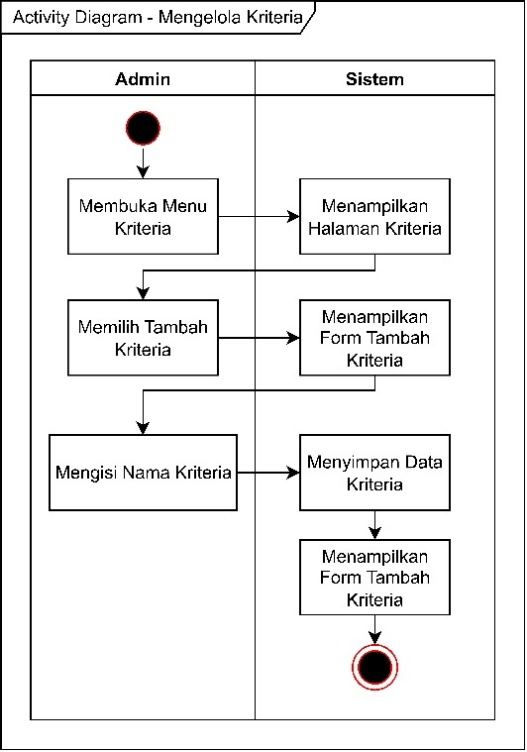 Activity Diagram - Mengelola Kriteria
Admin
Sistem
Membuka Menu
Kriteria
Menampilkan
Halaman Kriteria
Memilih Tambah
Kriteria
Menampilkan
Form Tambah
Kriteria
Mengisi Nama Kriteria
Menyimpan Data
Kriteria
Menampilkan
Form Tambah
Kriteria